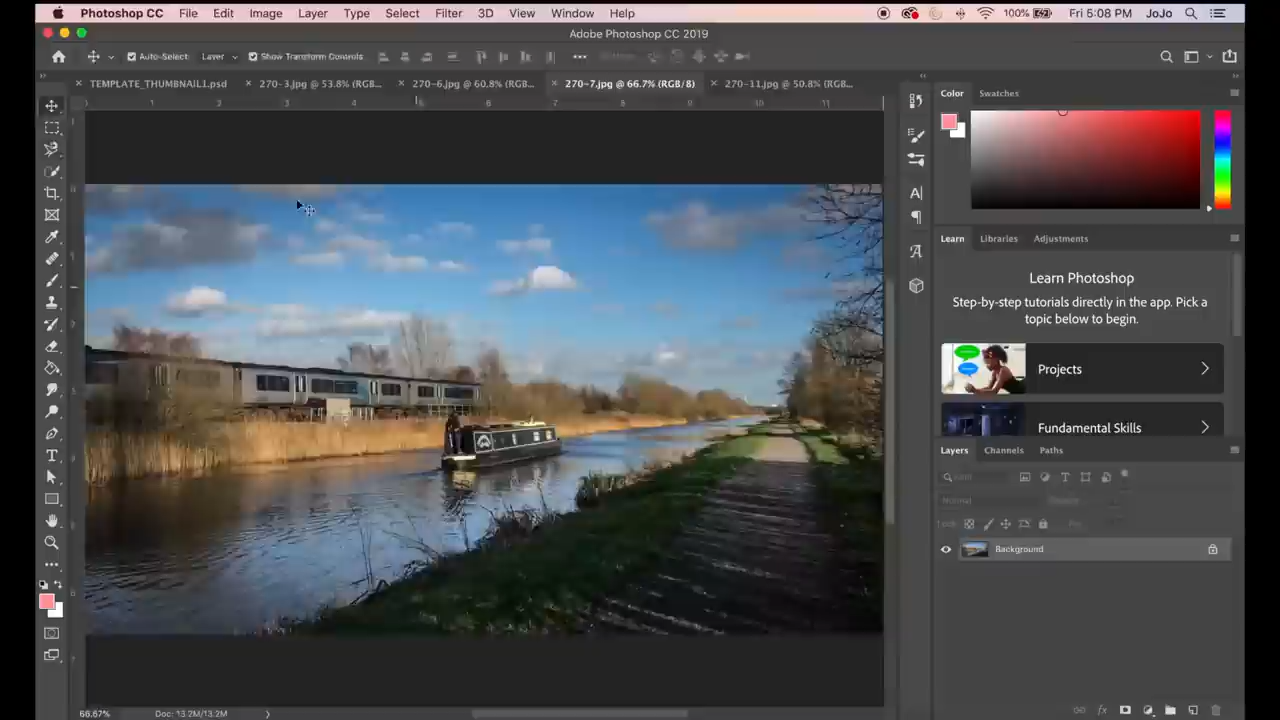 Photoshop CC File Edit Image Layer Type Select Filter 3D View Window Help 100% Fri 5:08 PM JoJo
Adobe Photoshop CC 2019
Auto-Select: Layer Show Transform Controls
TEMPLATE_THUMBNAIL1.psd 270-3.jpg @ 53.8% (RGB... 270-6.jpg @ 60.8% (RGB... 270-7.jpg @ 66.7% (RGB/8) 270-11.jpg @ 50.8% (RGB...
Color Swatches
Learn Libraries Adjustments
Learn Photoshop
Step-by-step tutorials directly in the app. Pick a
topic below to begin.
Projects
Fundamental Skills
Layers Channels Paths
Normal
Background
66.67% Doc: 13.2M/13.2M